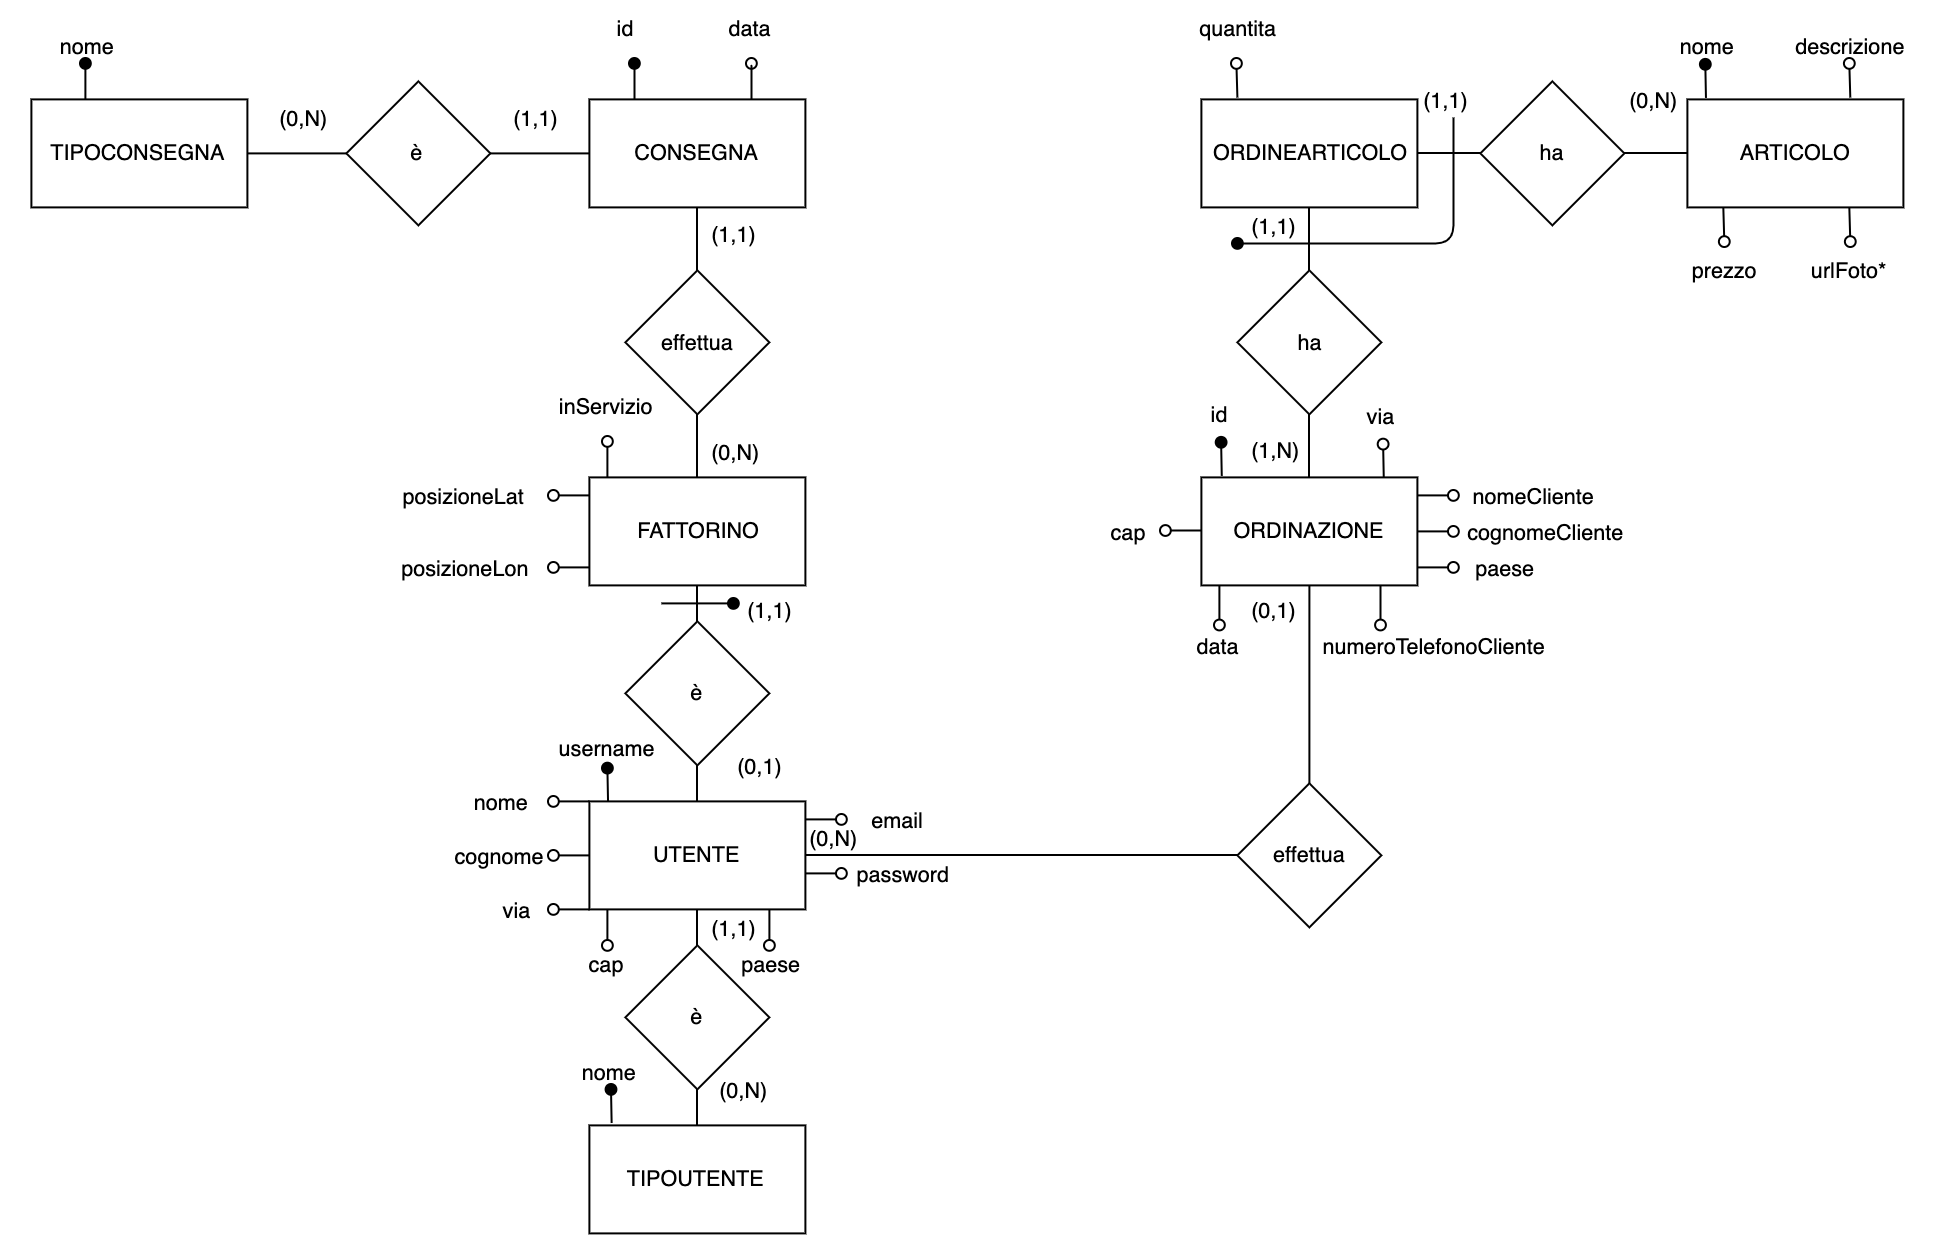 id
data
quantita
nome
nome
descrizione
(0,N)
(1,1)
(1,1)
(0,N)
TIPOCONSEGNA
è
CONSEGNA
ORDINEARTICOLO
ha
ARTICOLO
(1,1)
(1,1)
prezzo
urlFoto*
effettua
ha
inServizio
id
via
(0,N)
(1,N)
posizioneLat
nomeCliente
FATTORINO
cap
ORDINAZIONE
cognomeCliente
posizioneLon
paese
(1,1)
(0,1)
data
numeroTelefonoCliente
è
username
(0,1)
nome
email
(0,N)
cognome
UTENTE
effettua
password
via
(1,1)
cap
paese
è
nome
(0,N)
TIPOUTENTE